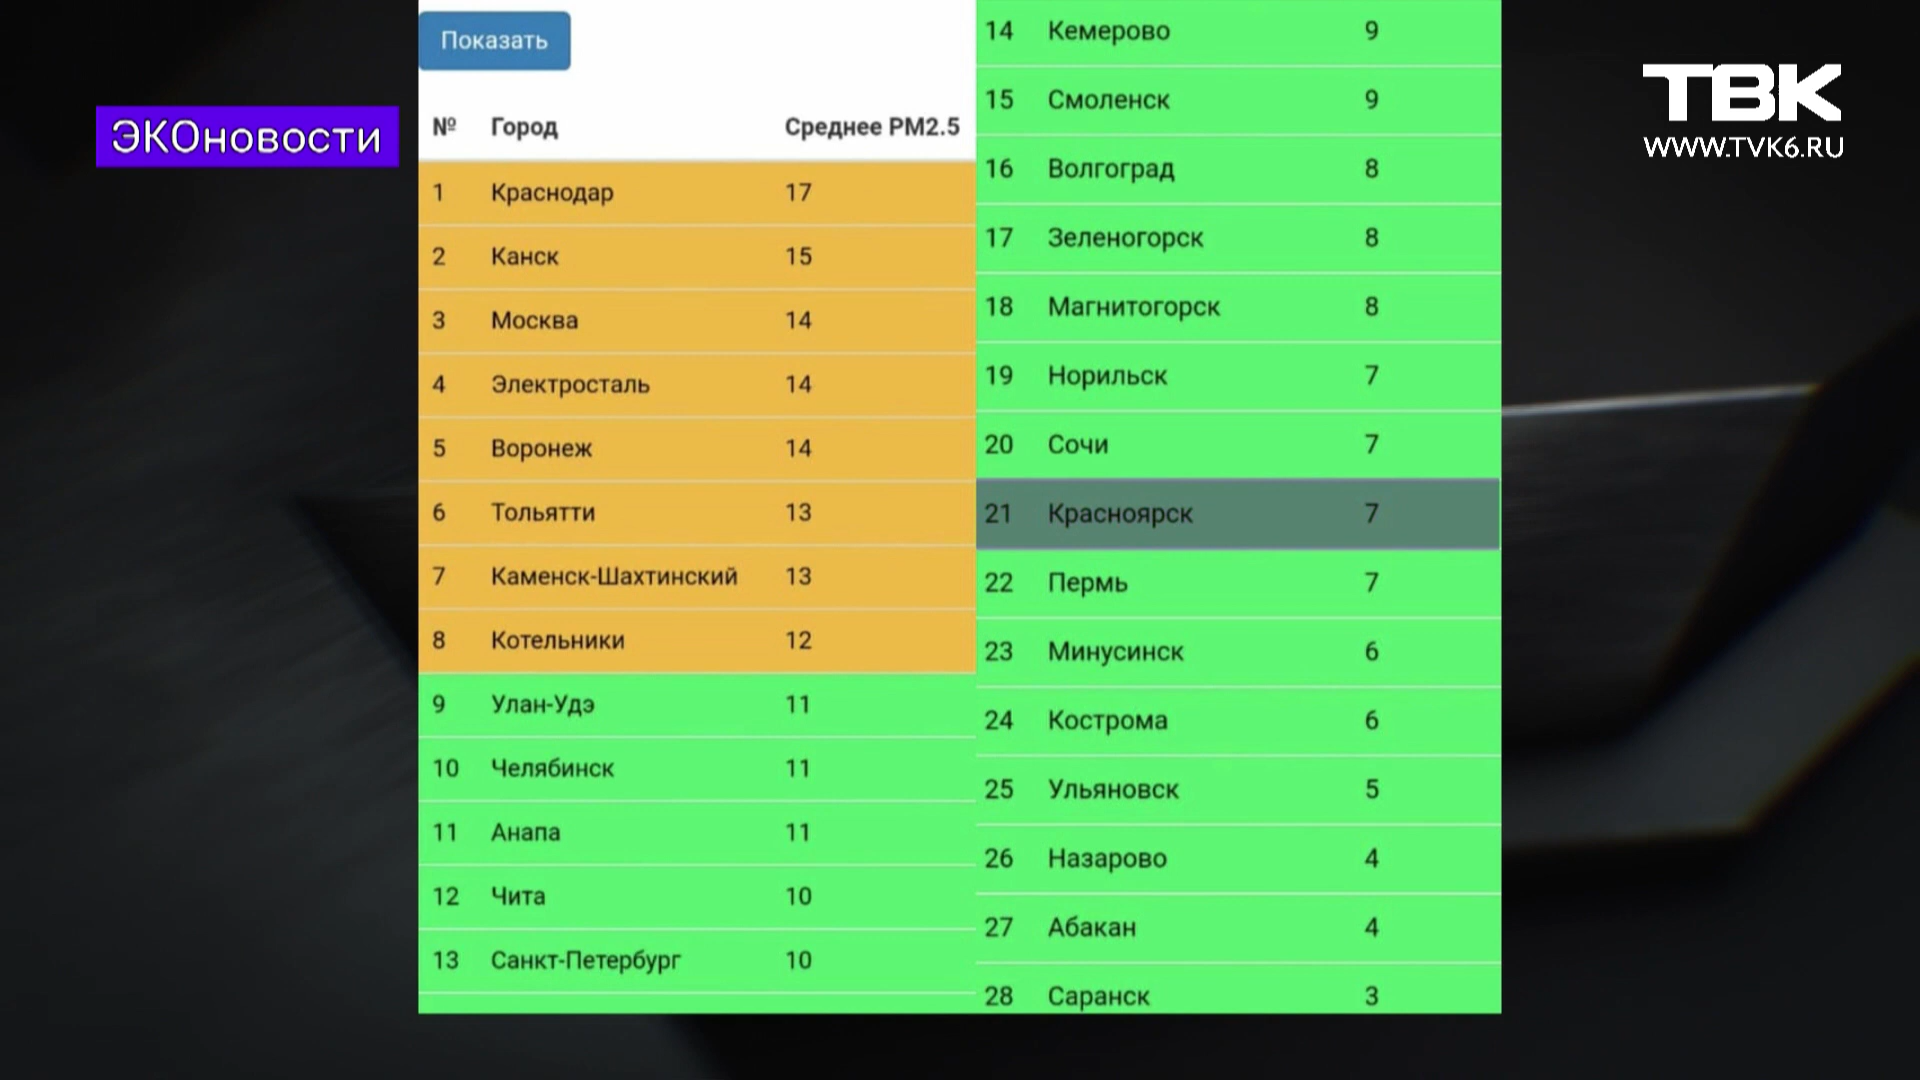 Показать
ЭКОновости
ТВК
WWW.TVK6.RU
№ Город Среднее PM2.5
1 Краснодар 17
2 Канск 15
3 Москва 14
4 Электросталь 14
5 Воронеж 14
6 Тольятти 13
7 Каменск-Шахтинский 13
8 Котельники 12
9 Улан-Удэ 11
10 Челябинск 11
11 Анапа 11
12 Чита 10
13 Санкт-Петербург 10
14 Кемерово 9
15 Смоленск 9
16 Волгоград 8
17 Зеленогорск 8
18 Магнитогорск 8
19 Норильск 7
20 Сочи 7
21 Красноярск 7
22 Пермь 7
23 Минусинск 6
24 Кострома 6
25 Ульяновск 5
26 Назарово 4
27 Абакан 4
28 Саранск 3